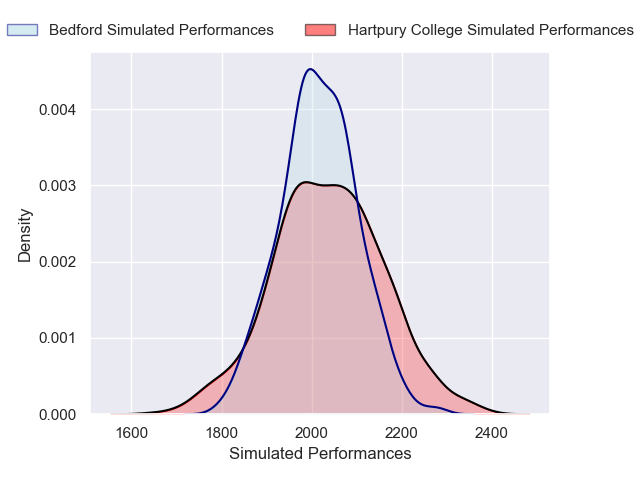 Bedford Simulated Performances
Hartpury College Simulated Performances
0.004
0.003
0.002
0.001
0.000
Density
1600
1800
2000
2200
2400
Simulated Performances